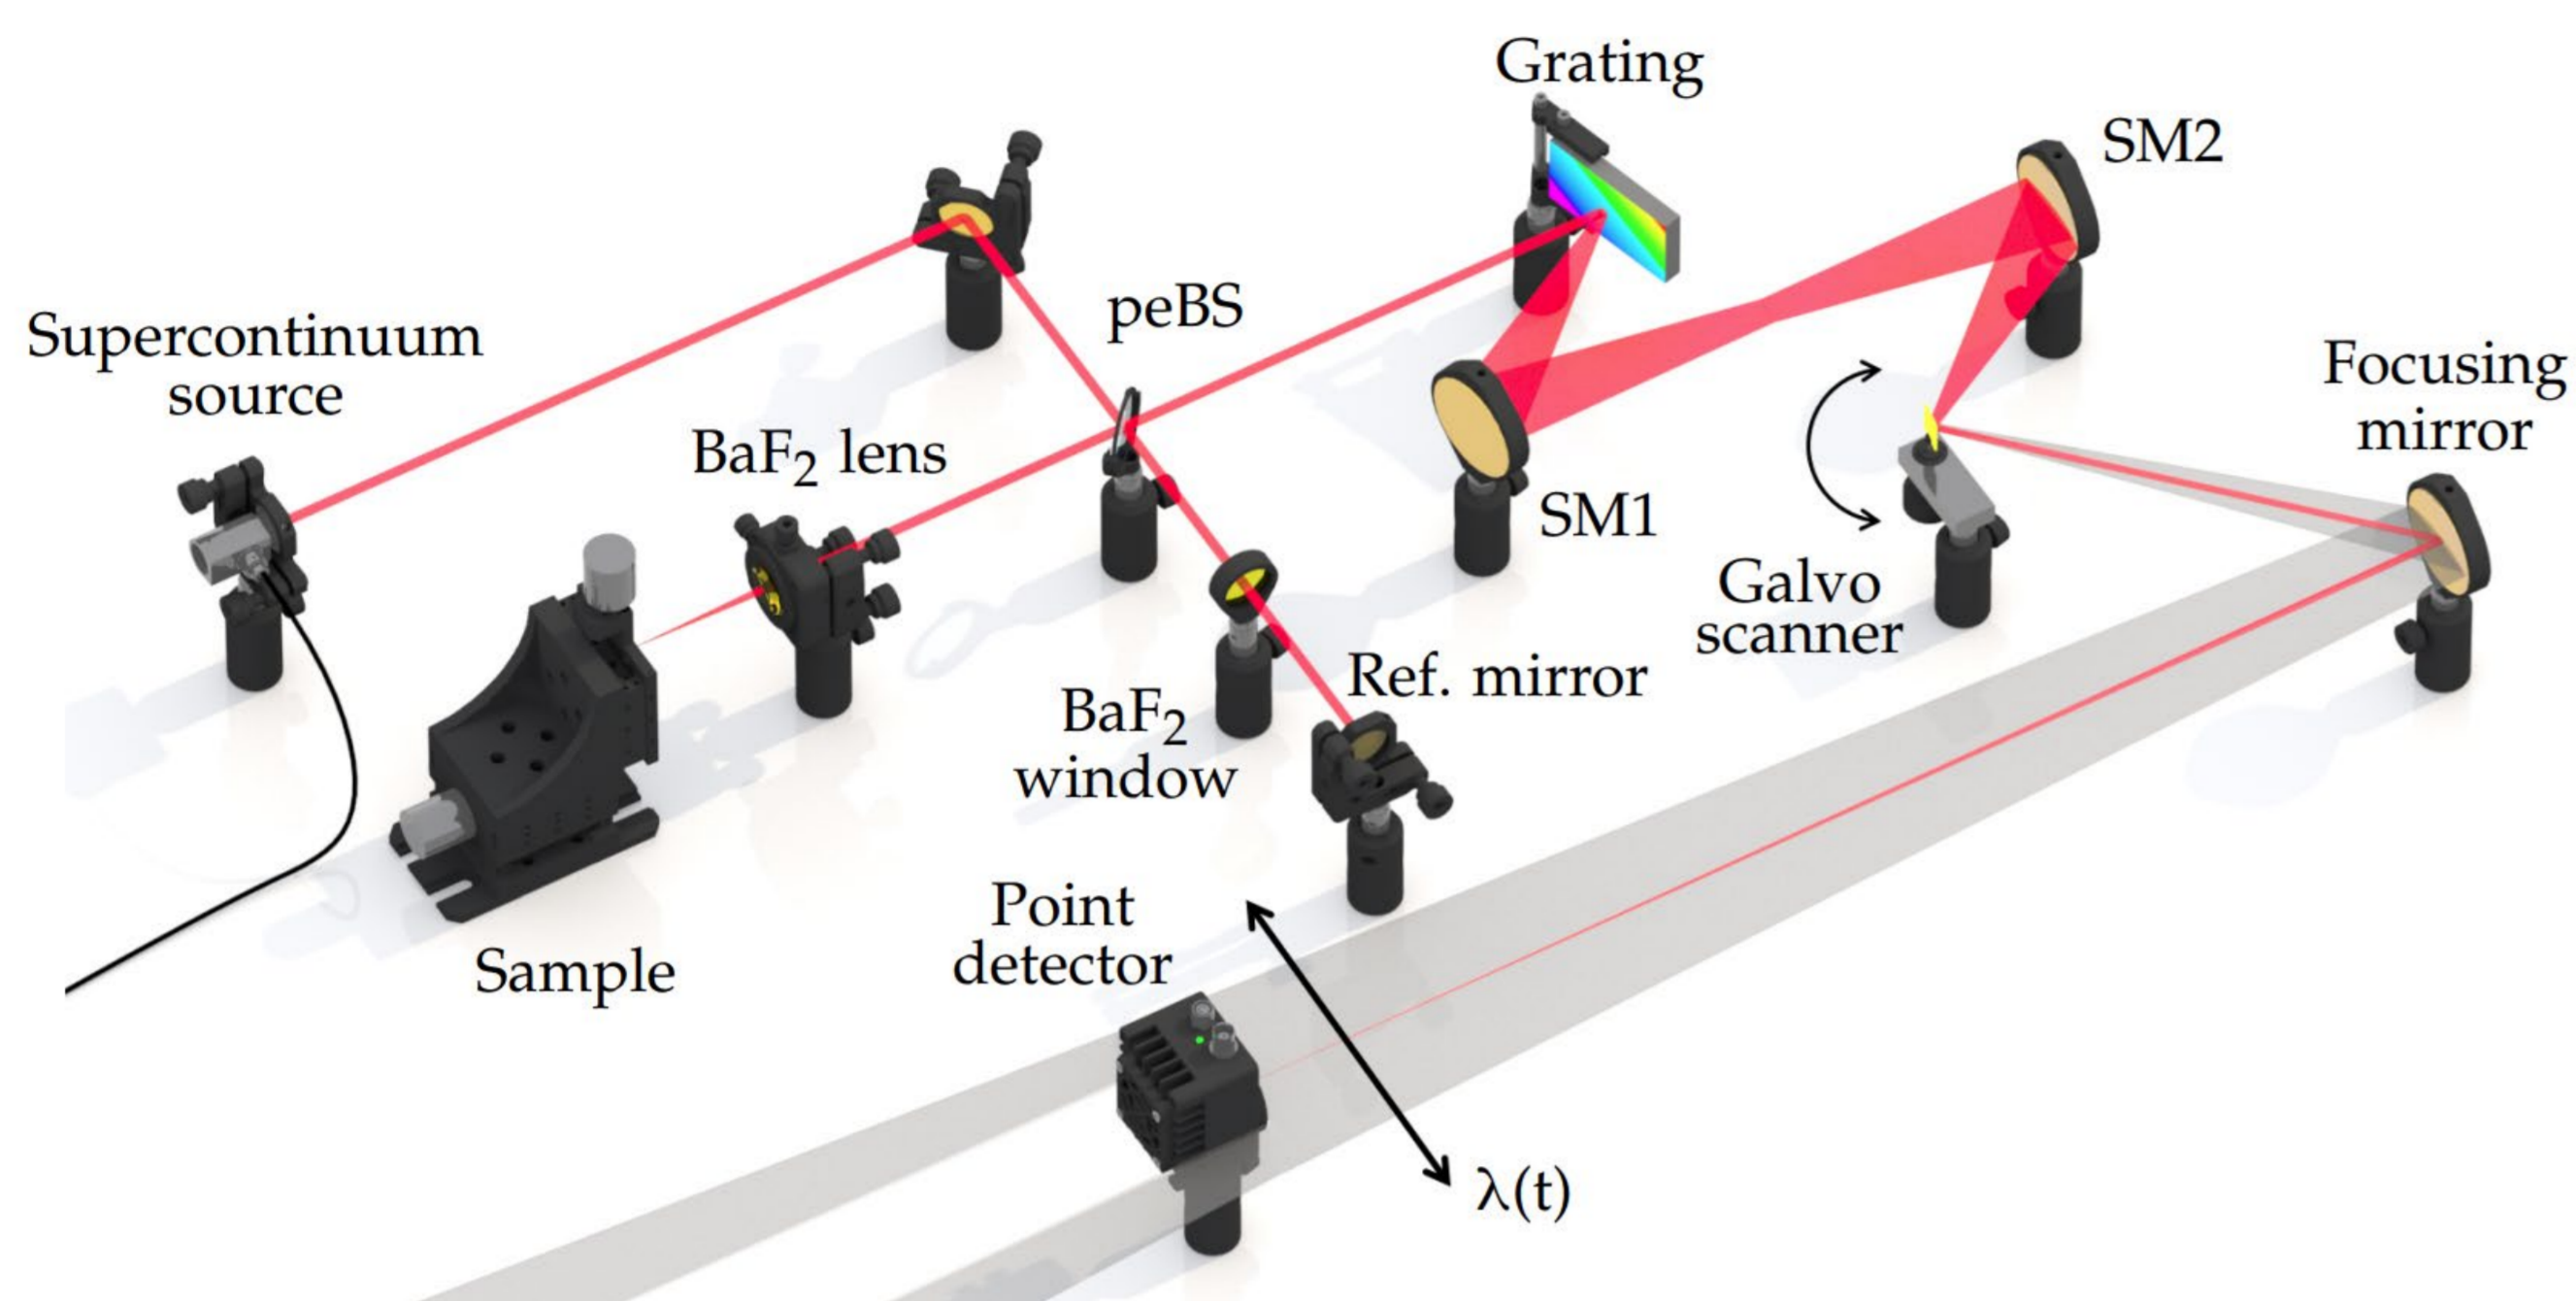 Grating
SM2
peBS
Supercontinuum
source
Focusing
mirror
BaF₂ lens
SM1
Galvo
scanner
Ref. mirror
BaF₂
window
Point
detector
Sample
λ(t)